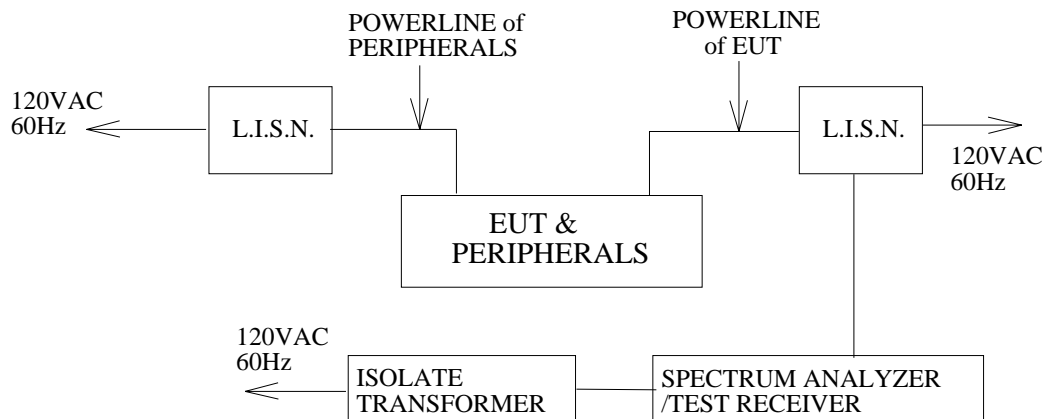 POWERLINE of
PERIPHERALS
POWERLINE
of EUT
120VAC
60Hz
L.I.S.N.
L.I.S.N.
120VAC
60Hz
EUT &
PERIPHERALS
120VAC
60Hz
ISOLATE
TRANSFORMER
SPECTRUM ANALYZER
/TEST RECEIVER